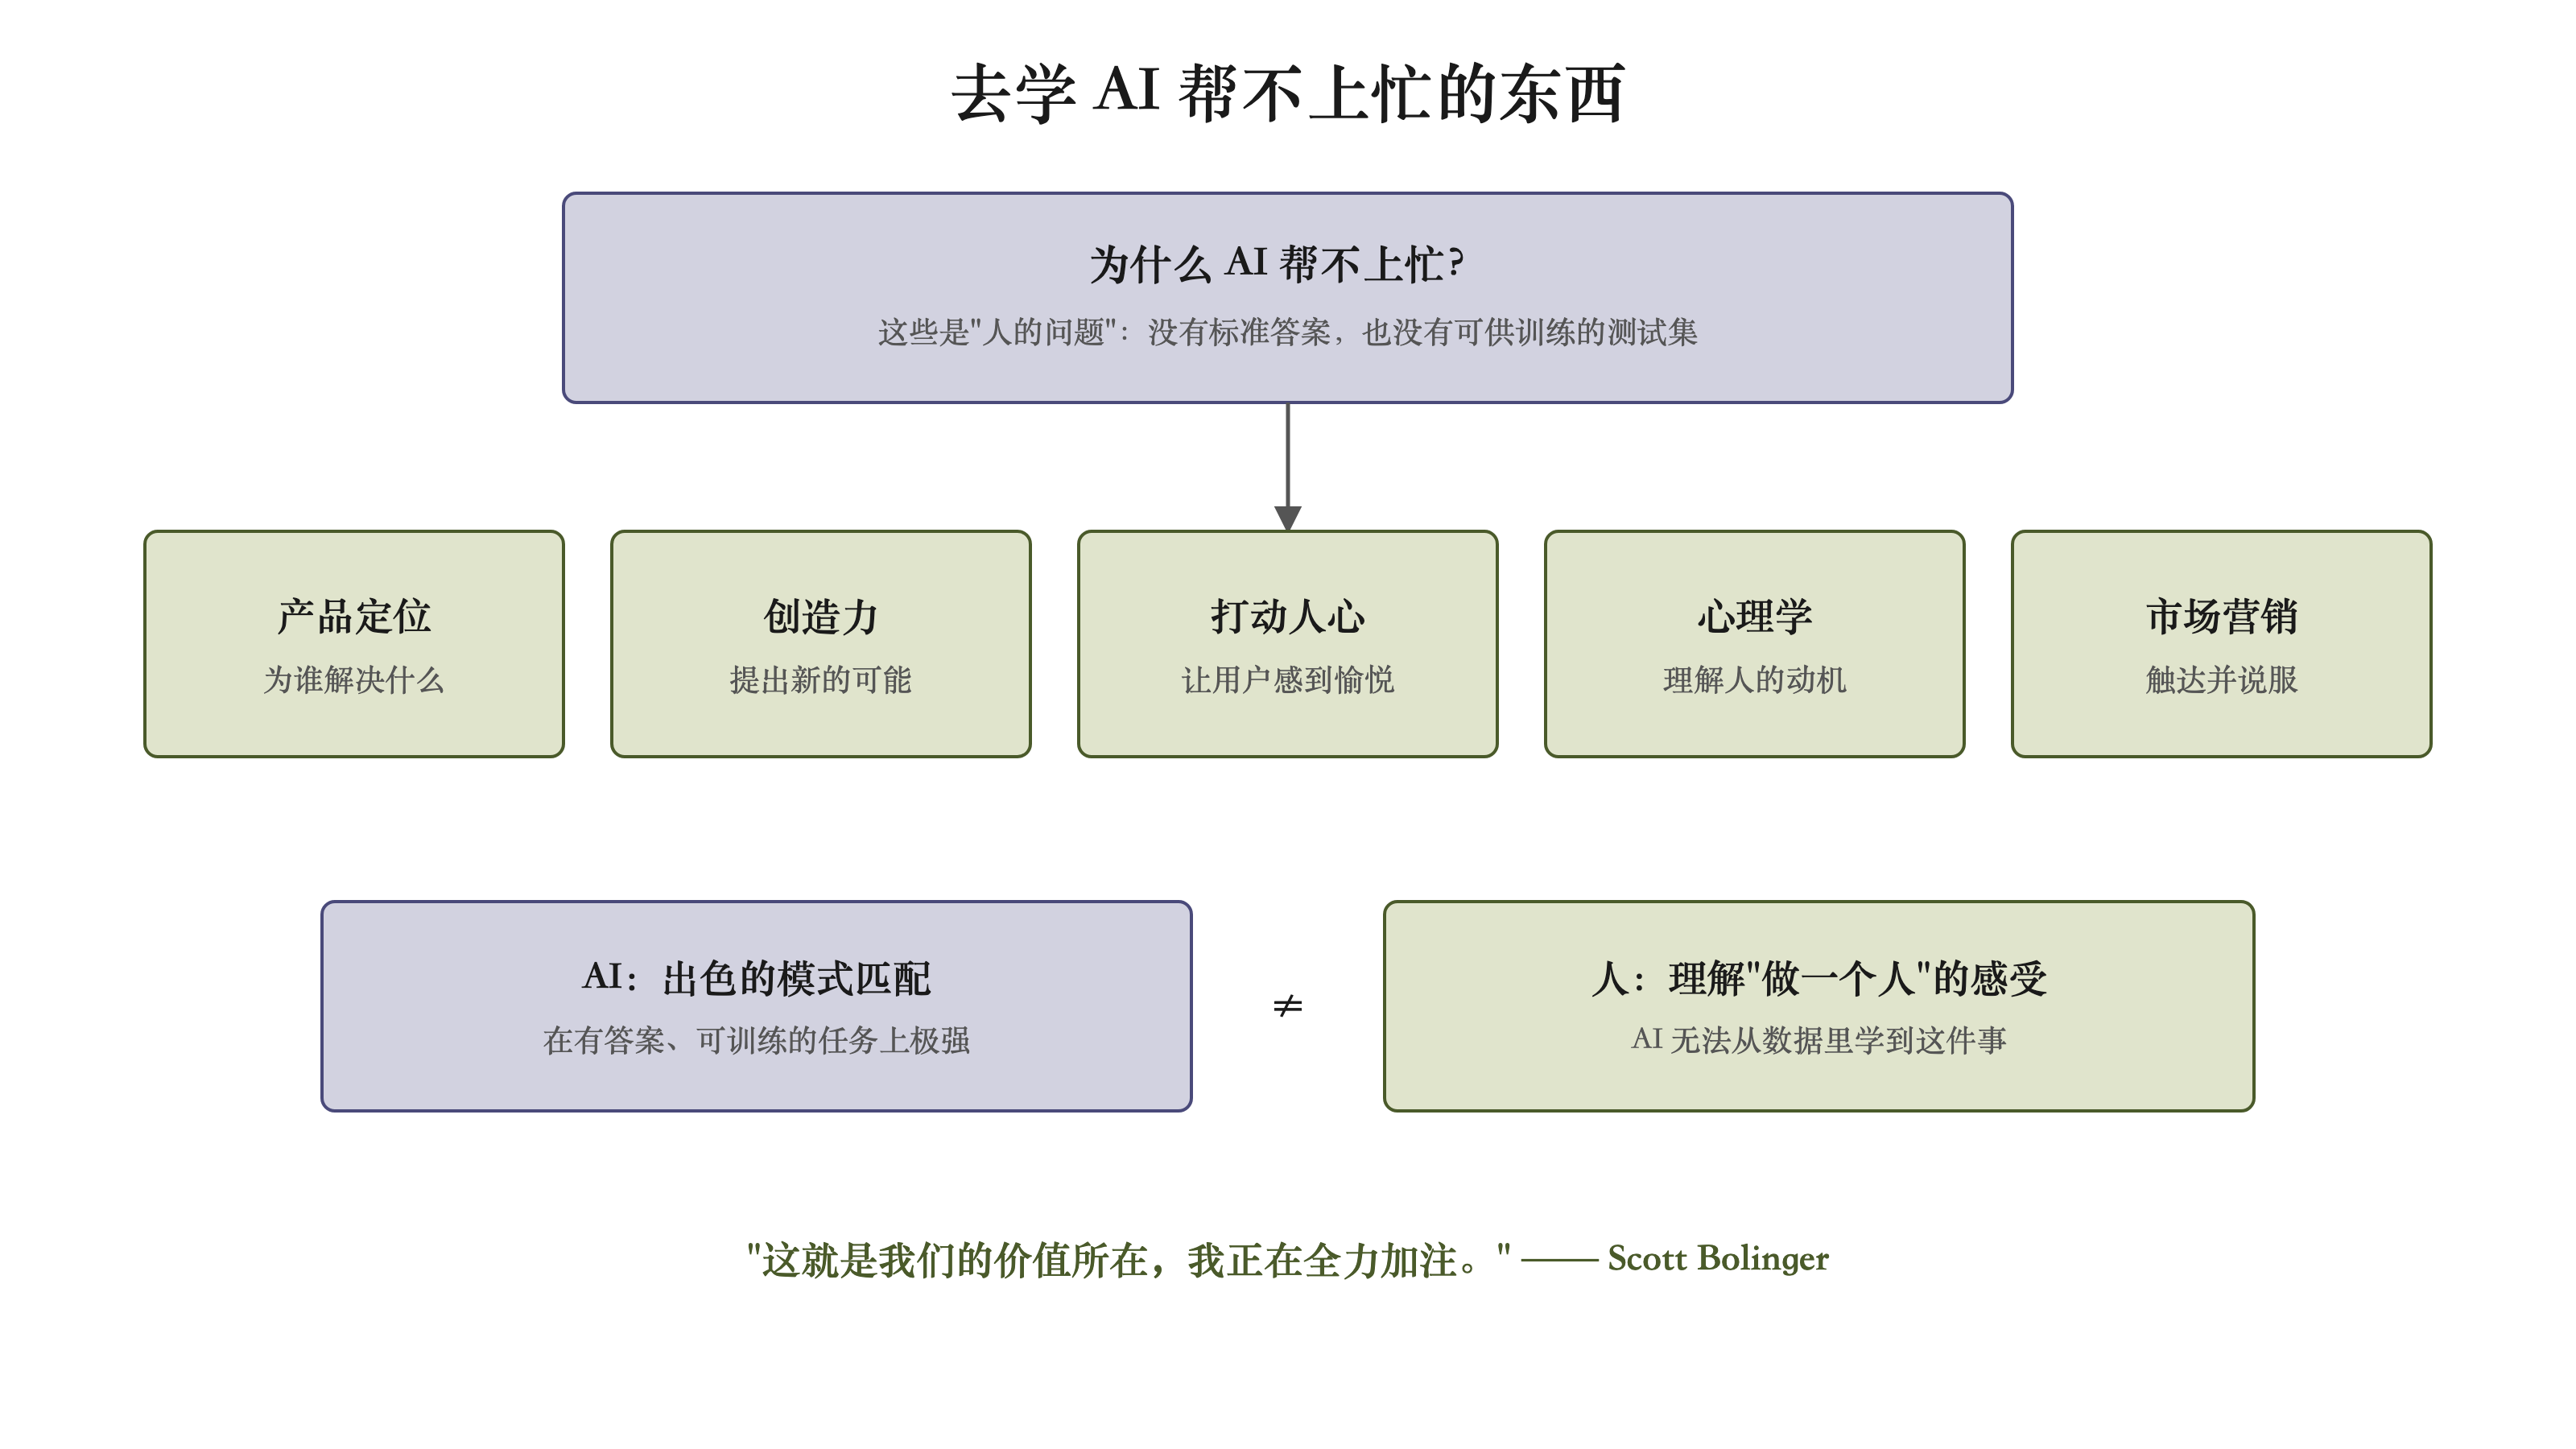 去学 AI 帮不上忙的东西
为什么 AI 帮不上忙?
这些是"人的问题"：没有标准答案，也没有可供训练的测试集
产品定位
为谁解决什么
创造力
提出新的可能
打动人心
让用户感到愉悦
心理学
理解人的动机
市场营销
触达并说服
AI：出色的模式匹配
在有答案、可训练的任务上极强
≠
人：理解"做一个人"的感受
AI 无法从数据里学到这件事
"这就是我们的价值所在，我正在全力加注。" —— Scott Bolinger